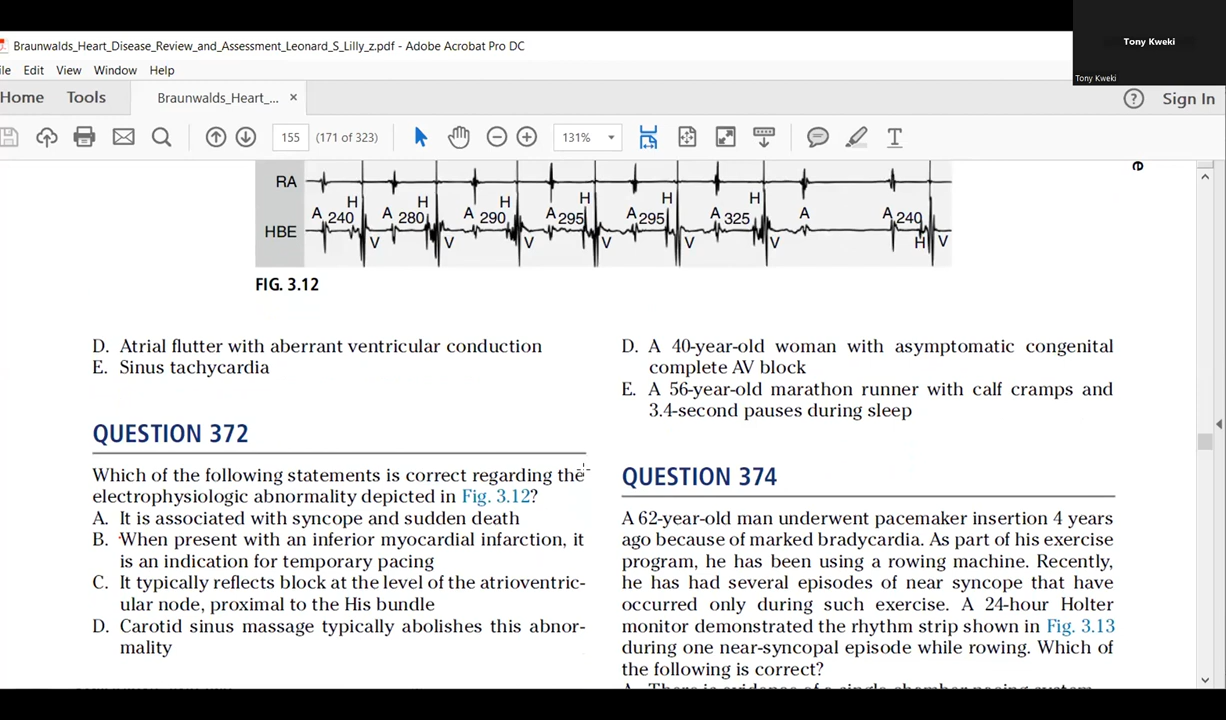 Tony Kweki
Tony Kweki
Braunwalds_Heart_Disease_Review_and_Assessment_Leonard_S_Lilly_z.pdf - Adobe Acrobat Pro DC
ile Edit View Window Help
Home Tools Braunwalds_Heart_... × ? Sign In
155 (171 of 323) 131% T
e
RA
A 240 H A 280 H A 290 H A 295 H A 295 H A 325 H A A 240
HBE V V V V V V H V
FIG. 3.12
D. Atrial flutter with aberrant ventricular conduction
E. Sinus tachycardia
QUESTION 372
Which of the following statements is correct regarding the
electrophysiologic abnormality depicted in Fig. 3.12?
A. It is associated with syncope and sudden death
B. When present with an inferior myocardial infarction, it
is an indication for temporary pacing
C. It typically reflects block at the level of the atrioventric-
ular node, proximal to the His bundle
D. Carotid sinus massage typically abolishes this abnor-
mality
D. A 40-year-old woman with asymptomatic congenital
complete AV block
E. A 56-year-old marathon runner with calf cramps and
3.4-second pauses during sleep
QUESTION 374
A 62-year-old man underwent pacemaker insertion 4 years
ago because of marked bradycardia. As part of his exercise
program, he has been using a rowing machine. Recently,
he has had several episodes of near syncope that have
occurred only during such exercise. A 24-hour Holter
monitor demonstrated the rhythm strip shown in Fig. 3.13
during one near-syncopal episode while rowing. Which of
the following is correct?
A. There is evidence of a single chamber pacing system